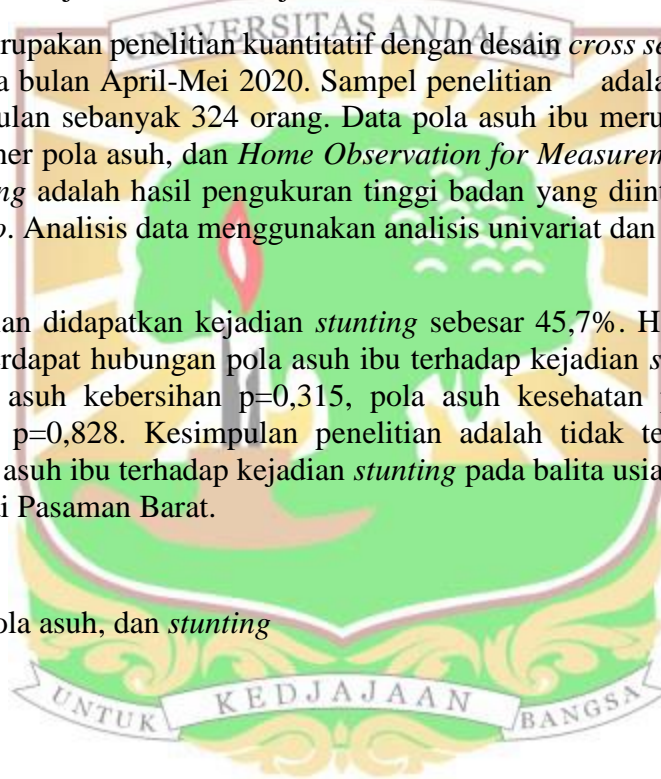 UNIVERSITAS ANDALAS
rupakan penelitian kuantitatif dengan desain cross se
a bulan April-Mei 2020. Sampel penelitian adala
ulan sebanyak 324 orang. Data pola asuh ibu meru
ner pola asuh, dan Home Observation for Measurem
ng adalah hasil pengukuran tinggi badan yang diint
o. Analisis data menggunakan analisis univariat dan
an didapatkan kejadian stunting sebesar 45,7%. H
erdapat hubungan pola asuh ibu terhadap kejadian s
asuh kebersihan p=0,315, pola asuh kesehatan
p=0,828. Kesimpulan penelitian adalah tidak te
asuh ibu terhadap kejadian stunting pada balita usia
ai Pasaman Barat.
ola asuh, dan stunting
UNTUK KEDJAJAAN BANGSA